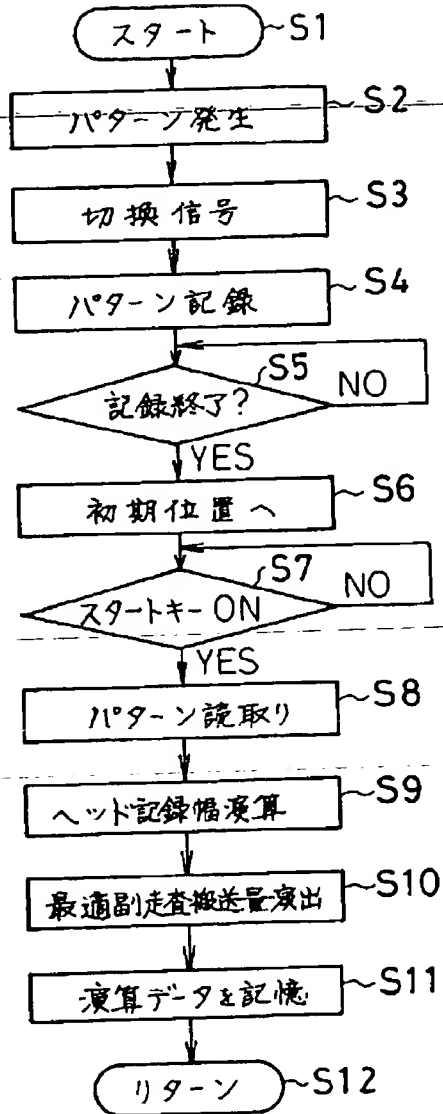 スタート S1
パターン発生 S2
切換信号 S3
パターン記録 S4
記録終了? S5
NO
YES
初期位置へ S6
スタートキーON S7
NO
YES
パターン読取り S8
ヘッド記録幅演算 S9
最適副走査搬送量演出 S10
演算データを記憶 S11
リターン S12